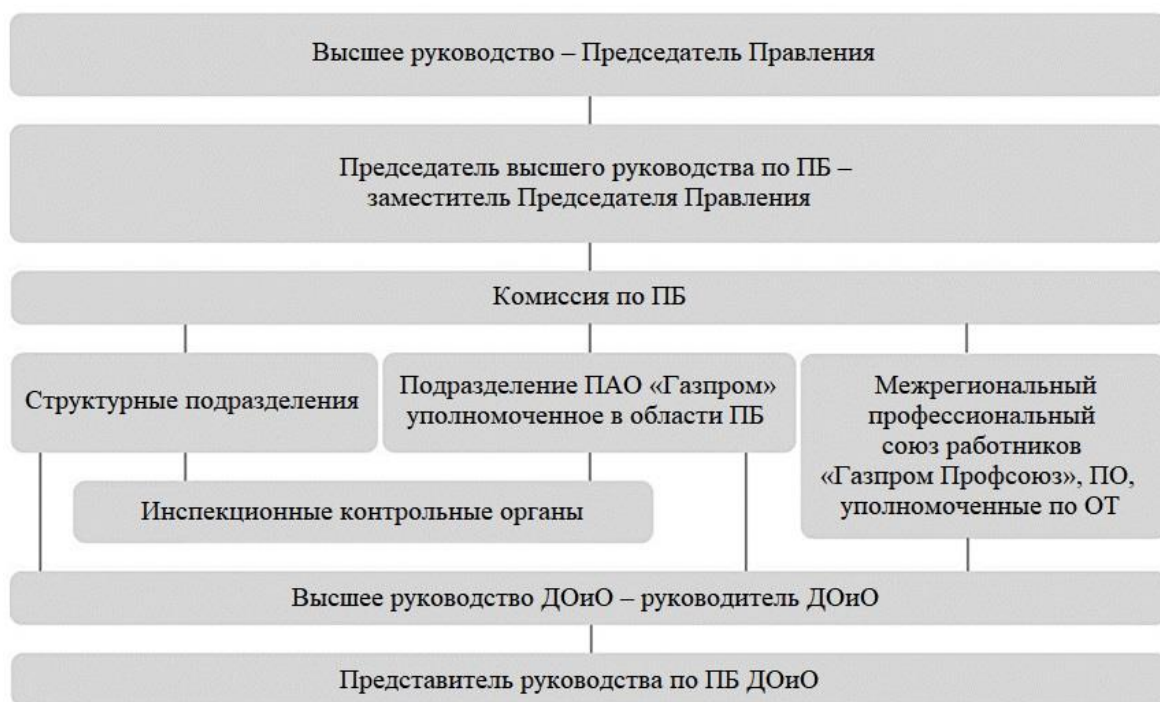 Высшее руководство – Председатель Правления
Председатель высшего руководства по ПБ –
заместитель Председателя Правления
Комиссия по ПБ
Структурные подразделения
Подразделение ПАО «Газпром»
уполномоченное в области ПБ
Межрегиональный
профессиональный
союз работников
«Газпром Профсоюз», ПО,
уполномоченные по ОТ
Инспекционные контрольные органы
Высшее руководство ДОиО – руководитель ДОиО
Представитель руководства по ПБ ДОиО